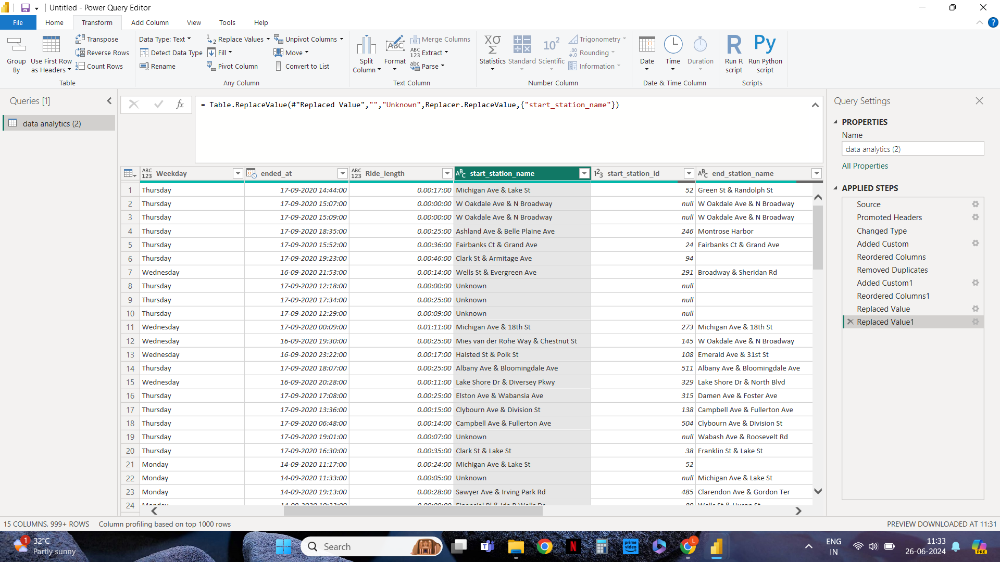 Untitled - Power Query Editor
File Home Transform Add Column View Tools Help
Group By
Use First Row as Headers
Transpose
Reverse Rows
Count Rows
Table
Data Type: Text
Detect Data Type
Rename
Replace Values
Fill
Pivot Column
Unpivot Columns
Move
Convert to List
Any Column
Split Column
Format
Merge Columns
Extract
Parse
Text Column
Statistics
Standard
Scientific
Trigonometry
Rounding
Information
Number Column
Date
Time
Duration
Date & Time Column
Run R script
Run Python script
Scripts
Queries [1]
data analytics (2)
= Table.ReplaceValue(#"Replaced Value","","Unknown",Replacer.ReplaceValue,{"start_station_name"})
Weekday ended_at Ride_length start_station_name start_station_id end_station_name
1 Thursday 17-09-2020 14:44:00 0.00:17:00 Michigan Ave & Lake St 52 Green St & Randolph St
2 Thursday 17-09-2020 15:07:00 0.00:00:00 W Oakdale Ave & N Broadway null W Oakdale Ave & N Broadway
3 Thursday 17-09-2020 15:09:00 0.00:00:00 W Oakdale Ave & N Broadway null W Oakdale Ave & N Broadway
4 Thursday 17-09-2020 18:35:00 0.00:25:00 Ashland Ave & Belle Plaine Ave 246 Montrose Harbor
5 Thursday 17-09-2020 15:52:00 0.00:36:00 Fairbanks Ct & Grand Ave 24 Fairbanks Ct & Grand Ave
6 Thursday 17-09-2020 19:23:00 0.00:46:00 Clark St & Armitage Ave 94
7 Wednesday 16-09-2020 21:53:00 0.00:14:00 Wells St & Evergreen Ave 291 Broadway & Sheridan Rd
8 Thursday 17-09-2020 12:18:00 0.00:00:00 Unknown null
9 Thursday 17-09-2020 17:34:00 0.00:25:00 Unknown null
10 Thursday 17-09-2020 12:29:00 0.00:09:00 Unknown null
11 Wednesday 17-09-2020 00:09:00 0.01:11:00 Michigan Ave & 18th St 273 Michigan Ave & 18th St
12 Wednesday 16-09-2020 19:30:00 0.00:25:00 Mies van der Rohe Way & Chestnut St 145 W Oakdale Ave & N Broadway
13 Wednesday 16-09-2020 23:22:00 0.00:17:00 Halsted St & Polk St 108 Emerald Ave & 31st St
14 Thursday 17-09-2020 18:07:00 0.00:25:00 Albany Ave & Bloomingdale Ave 511 Albany Ave & Bloomingdale Ave
15 Wednesday 16-09-2020 20:28:00 0.00:11:00 Lake Shore Dr & Diversey Pkwy 329 Lake Shore Dr & North Blvd
16 Thursday 17-09-2020 17:08:00 0.00:25:00 Elston Ave & Wabansia Ave 315 Damen Ave & Foster Ave
17 Thursday 17-09-2020 13:36:00 0.00:15:00 Clybourn Ave & Division St 138 Campbell Ave & Fullerton Ave
18 Thursday 17-09-2020 06:48:00 0.00:14:00 Campbell Ave & Fullerton Ave 504 Clybourn Ave & Division St
19 Thursday 17-09-2020 19:01:00 0.00:07:00 Unknown null Wabash Ave & Roosevelt Rd
20 Thursday 17-09-2020 16:30:00 0.00:35:00 Clark St & Lake St 38 Franklin St & Lake St
21 Monday 14-09-2020 11:17:00 0.00:24:00 Michigan Ave & Lake St 52
22 Monday 14-09-2020 11:33:00 0.00:05:00 Unknown null Michigan Ave & Lake St
23 Monday 14-09-2020 19:13:00 0.00:28:00 Sawyer Ave & Irving Park Rd 485 Clarendon Ave & Gordon Ter
24
Query Settings
PROPERTIES
Name
data analytics (2)
All Properties
APPLIED STEPS
Source
Promoted Headers
Changed Type
Added Custom
Reordered Columns
Removed Duplicates
Added Custom1
Reordered Columns1
Replaced Value
Replaced Value1
15 COLUMNS, 999+ ROWS Column profiling based on top 1000 rows
PREVIEW DOWNLOADED AT 11:31
1
32°C
Partly sunny
Search
prime video
L
ENG
IN
11:33
26-06-2024
PRE